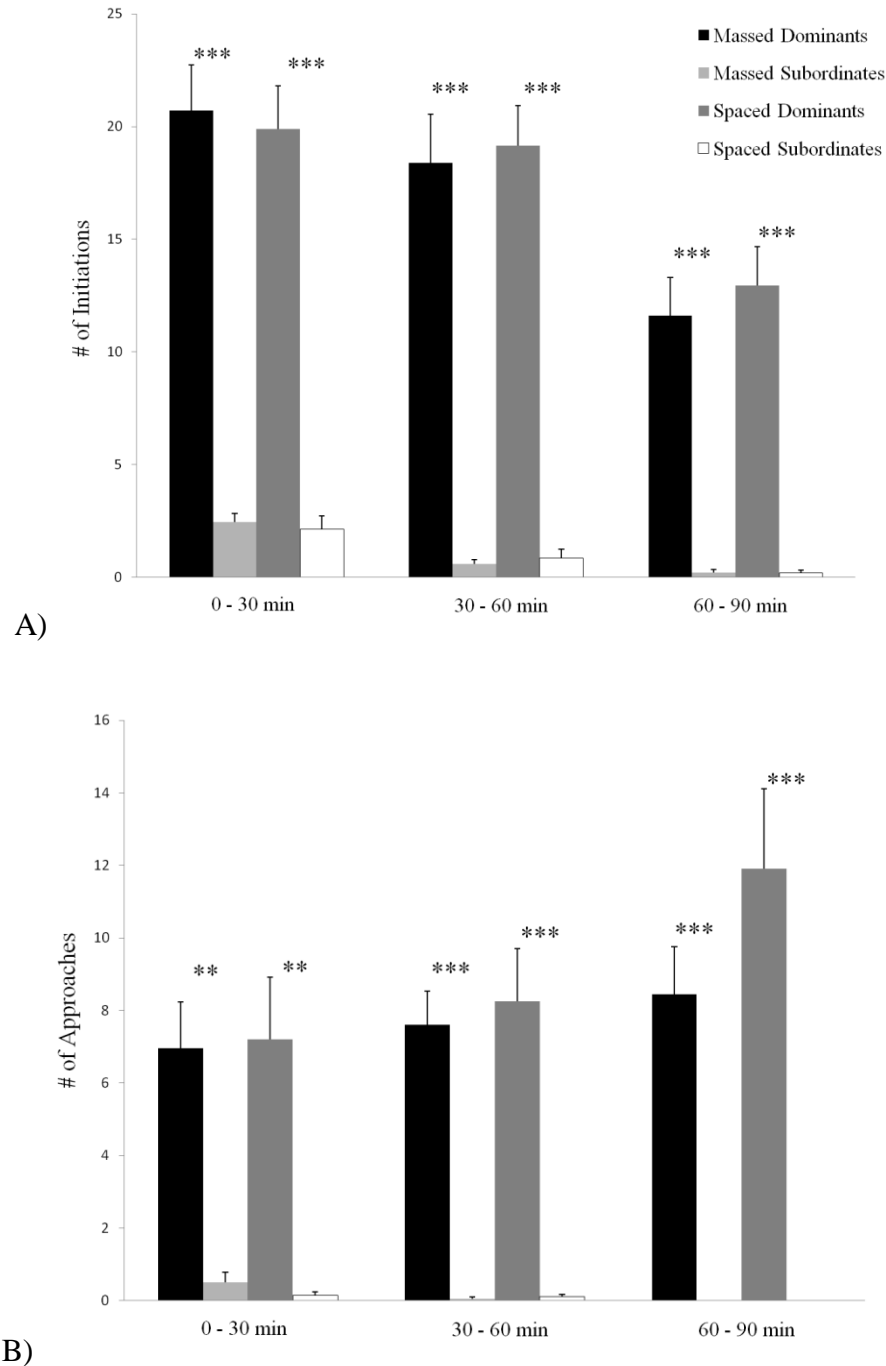 25
20
15
10
5
0
# of Initiations
*** *** *** *** *** ***
Massed Dominants
Massed Subordinates
Spaced Dominants
Spaced Subordinates
0 - 30 min 30 - 60 min 60 - 90 min
A)
16
14
12
10
8
6
4
2
0
# of Approaches
** ** *** *** *** ***
0 - 30 min 30 - 60 min 60 - 90 min
B)